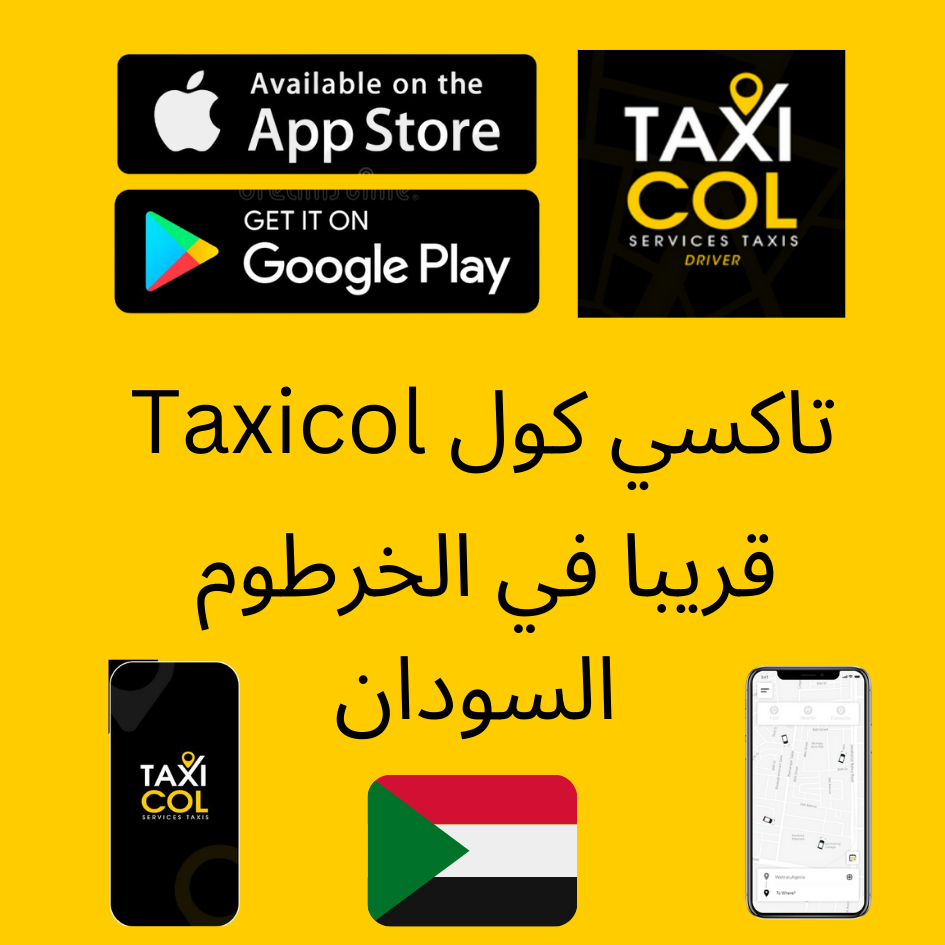 Available on the
App Store
GET IT ON
Google Play
TAXI
COL
SERVICES TAXIS
DRIVER
تاكسي كول Taxicol
قريبا في الخرطوم
السودان
TAXI
COL
SERVICES TAXIS
To Where?